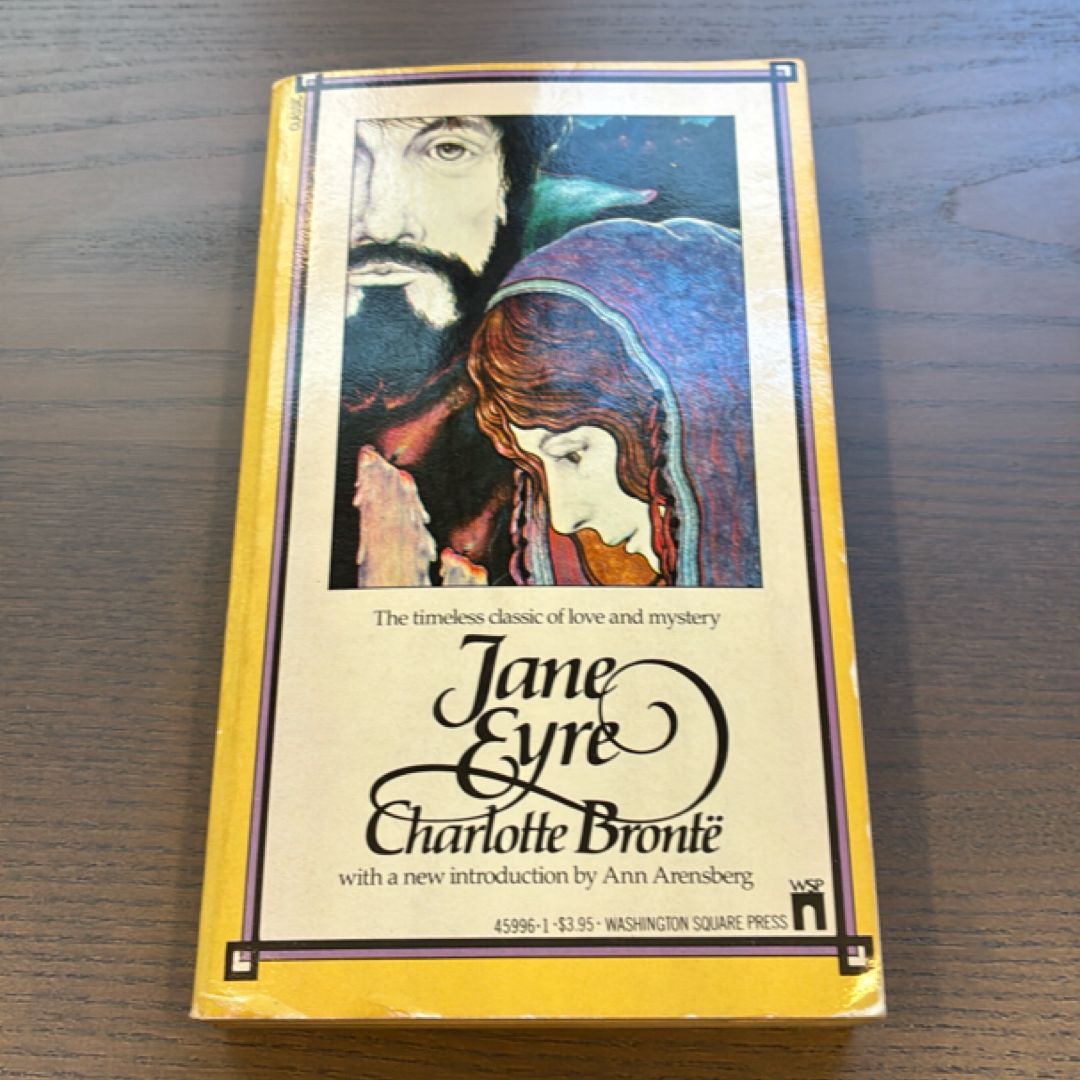 CLASSIC
The timeless classic of love and mystery
Jane
Eyre
Charlotte Brontë
with a new introduction by Ann Arensberg
WSP
45996-1·$3.95·WASHINGTON SQUARE PRESS